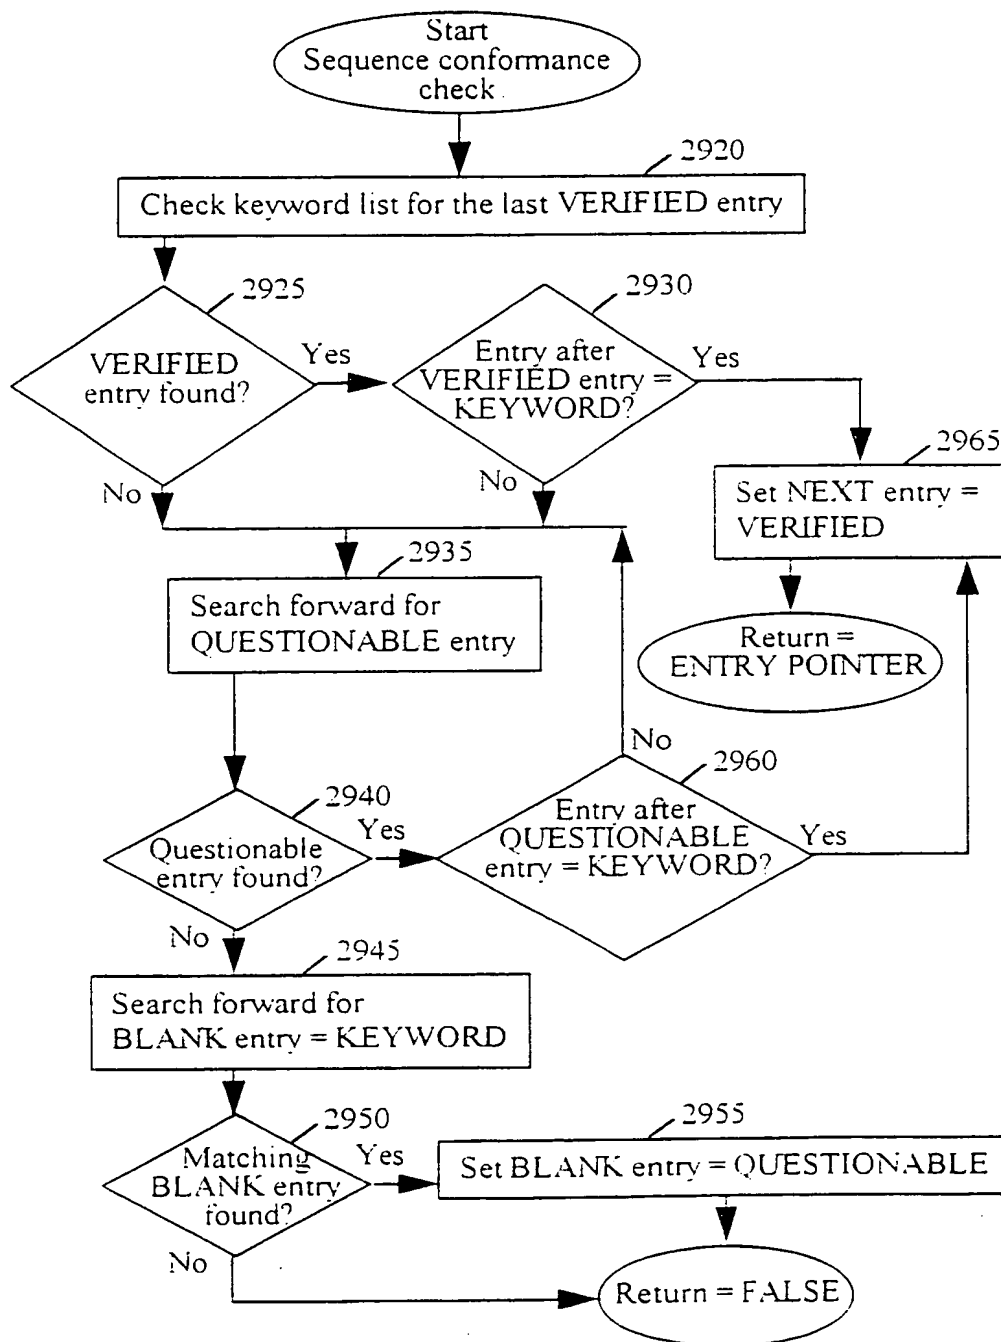 Start
Sequence conformance
check
2920
Check keyword list for the last VERIFIED entry
2925
2930
VERIFIED
entry found?
Yes
Entry after
VERIFIED entry =
KEYWORD?
Yes
2965
No
No
Set NEXT entry =
VERIFIED
2935
Search forward for
QUESTIONABLE entry
Return =
ENTRY POINTER
No
2960
2940
Questionable
entry found?
Yes
Entry after
QUESTIONABLE
entry = KEYWORD?
Yes
No
2945
Search forward for
BLANK entry = KEYWORD
2950
2955
Matching
BLANK entry
found?
Yes
Set BLANK entry = QUESTIONABLE
No
Return = FALSE